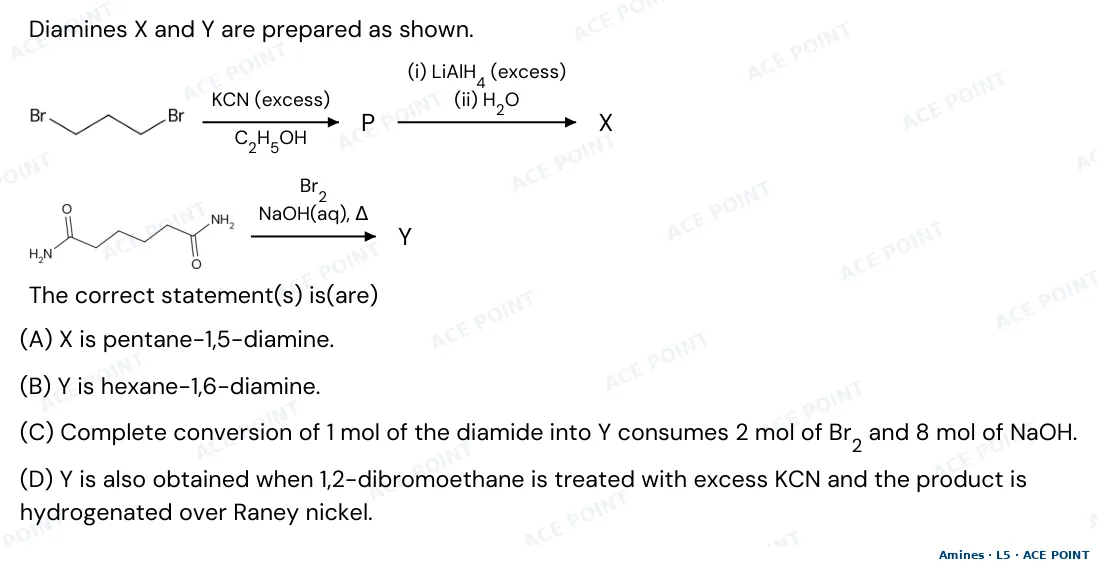 Diamines X and Y are prepared as shown.
(i) LiAlH4 (excess)
KCN (excess)
(ii) H2O
Br
Br
P
X
C2H5OH
Br2
O
NH2
NaOH(aq), Δ
Y
H2N
O
The correct statement(s) is(are)
(A) X is pentane-1,5-diamine.
(B) Y is hexane-1,6-diamine.
(C) Complete conversion of 1 mol of the diamide into Y consumes 2 mol of Br2 and 8 mol of NaOH.
(D) Y is also obtained when 1,2-dibromoethane is treated with excess KCN and the product is
hydrogenated over Raney nickel.
Amines · L5 · ACE POINT